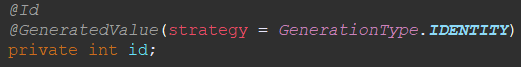 @Id
@GeneratedValue(strategy = GenerationType.IDENTITY)
private int id;